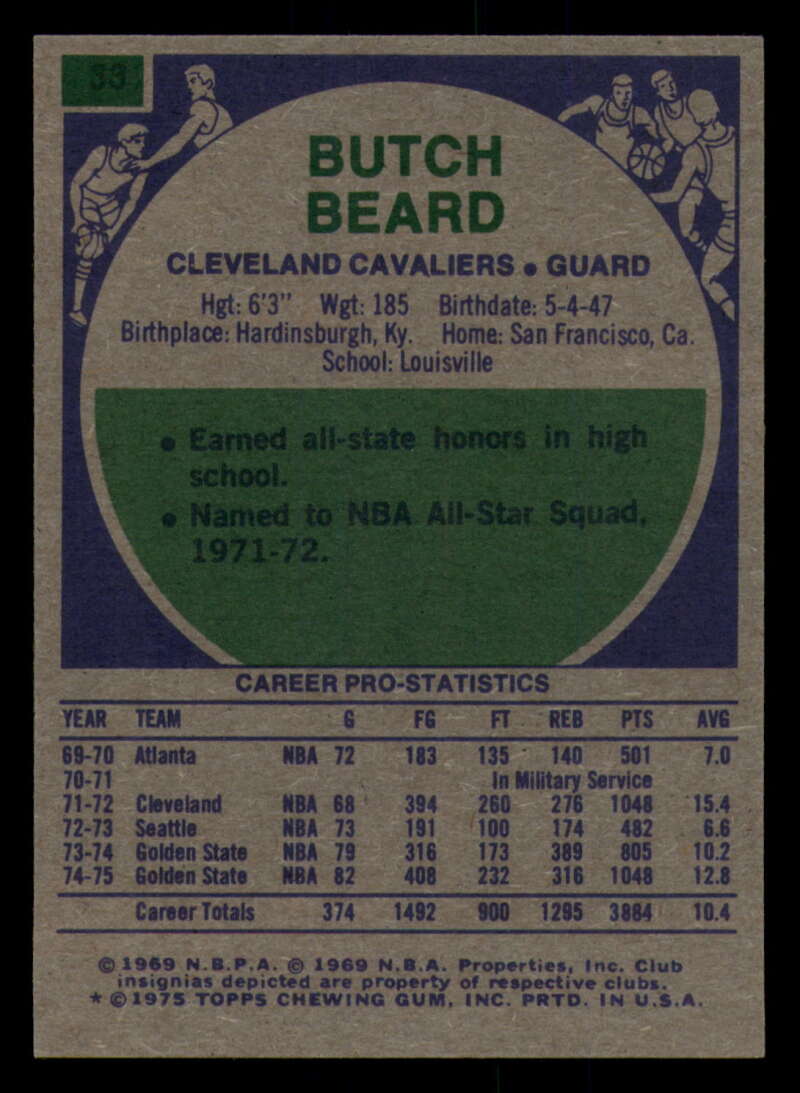 33
BUTCH
BEARD
CLEVELAND CAVALIERS • GUARD
Hgt: 6'3" Wgt: 185 Birthdate: 5-4-47
Birthplace: Hardinsburgh, Ky. Home: San Francisco, Ca.
School: Louisville
• Earned all-state honors in high
school.
• Named to NBA All-Star Squad,
1971-72.
CAREER PRO-STATISTICS
YEAR TEAM G FG FT REB PTS AVG
69-70 Atlanta NBA 72 183 135 140 501 7.0
70-71 In Military Service
71-72 Cleveland NBA 68 394 260 276 1048 15.4
72-73 Seattle NBA 73 191 100 174 482 6.6
73-74 Golden State NBA 79 316 173 389 805 10.2
74-75 Golden State NBA 82 408 232 316 1048 12.8
Career Totals 374 1492 900 1295 3884 10.4
© 1969 N.B.P.A. © 1969 N.B.A. Properties, Inc. Club
insignias depicted are property of respective clubs.
* © 1975 TOPPS CHEWING GUM, INC. PRTD. IN U.S.A.